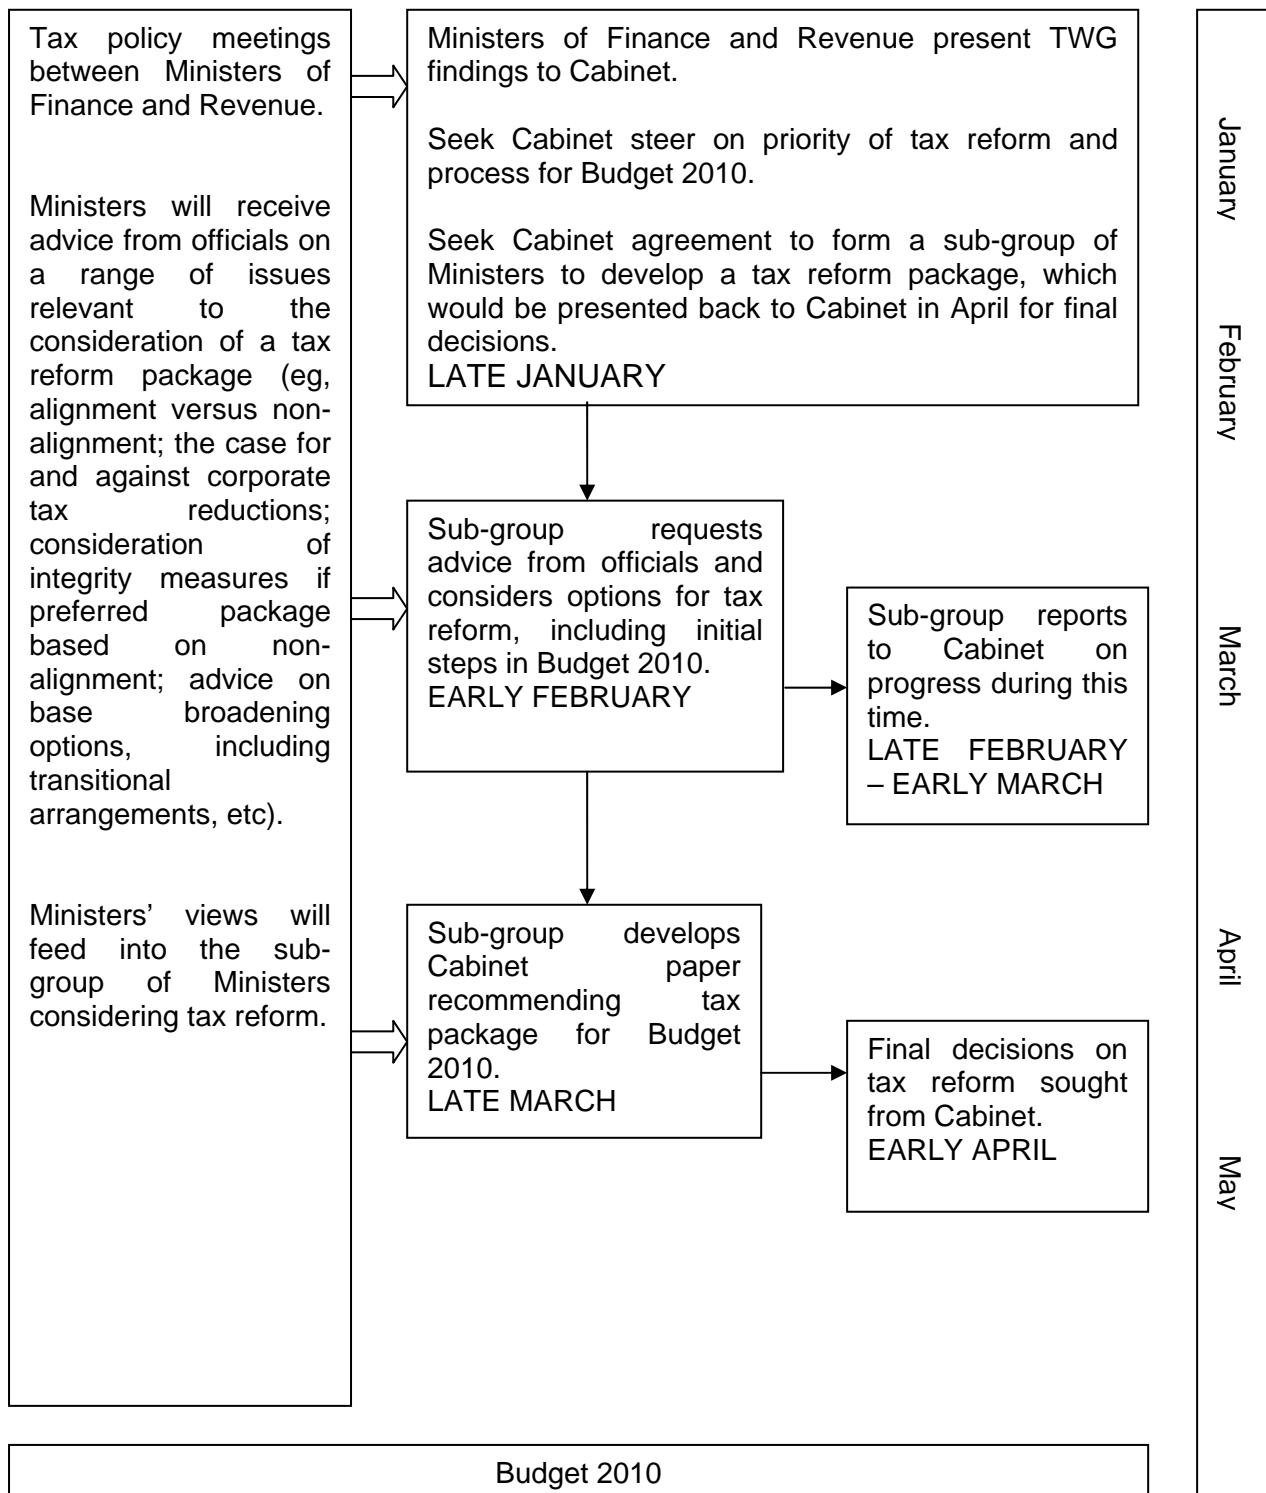 Tax policy meetings
between Ministers of
Finance and Revenue.
Ministers will receive
advice from officials on
a range of issues
relevant to the
consideration of a tax
reform package (eg,
alignment versus non-
alignment; the case for
and against corporate
tax reductions;
consideration of
integrity measures if
preferred package
based on non-
alignment; advice on
base broadening
options, including
transitional
arrangements, etc).
Ministers’ views will
feed into the sub-
group of Ministers
considering tax reform.
Ministers of Finance and Revenue present TWG
findings to Cabinet.
Seek Cabinet steer on priority of tax reform and
process for Budget 2010.
Seek Cabinet agreement to form a sub-group of
Ministers to develop a tax reform package, which
would be presented back to Cabinet in April for final
decisions.
LATE JANUARY
Sub-group requests
advice from officials and
considers options for tax
reform, including initial
steps in Budget 2010.
EARLY FEBRUARY
Sub-group reports
to Cabinet on
progress during this
time.
LATE FEBRUARY
– EARLY MARCH
Sub-group develops
Cabinet paper
recommending tax
package for Budget
2010.
LATE MARCH
Final decisions on
tax reform sought
from Cabinet.
EARLY APRIL
January
February
March
April
May
Budget 2010